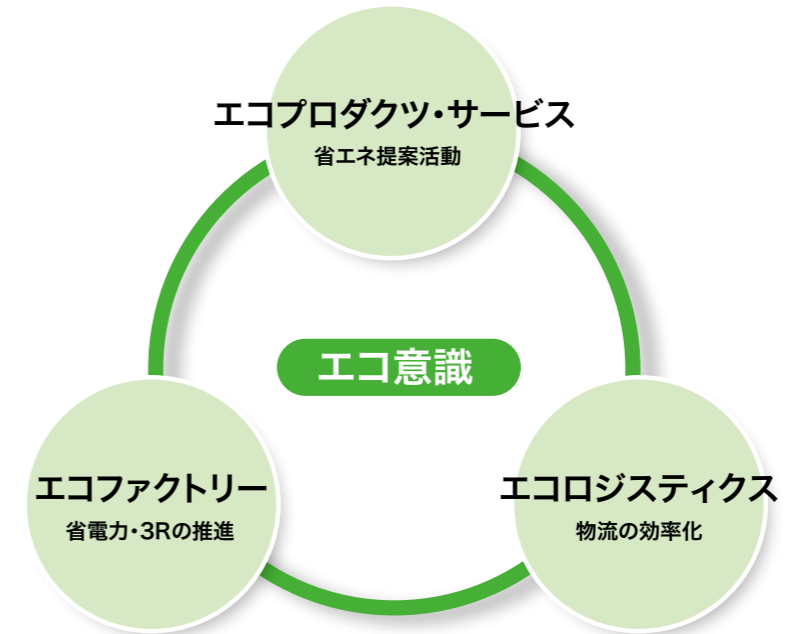 エコプロダクツ・サービス
省エネ提案活動
エコ意識
エコファクトリー
省電力・3Rの推進
エコロジスティクス
物流の効率化